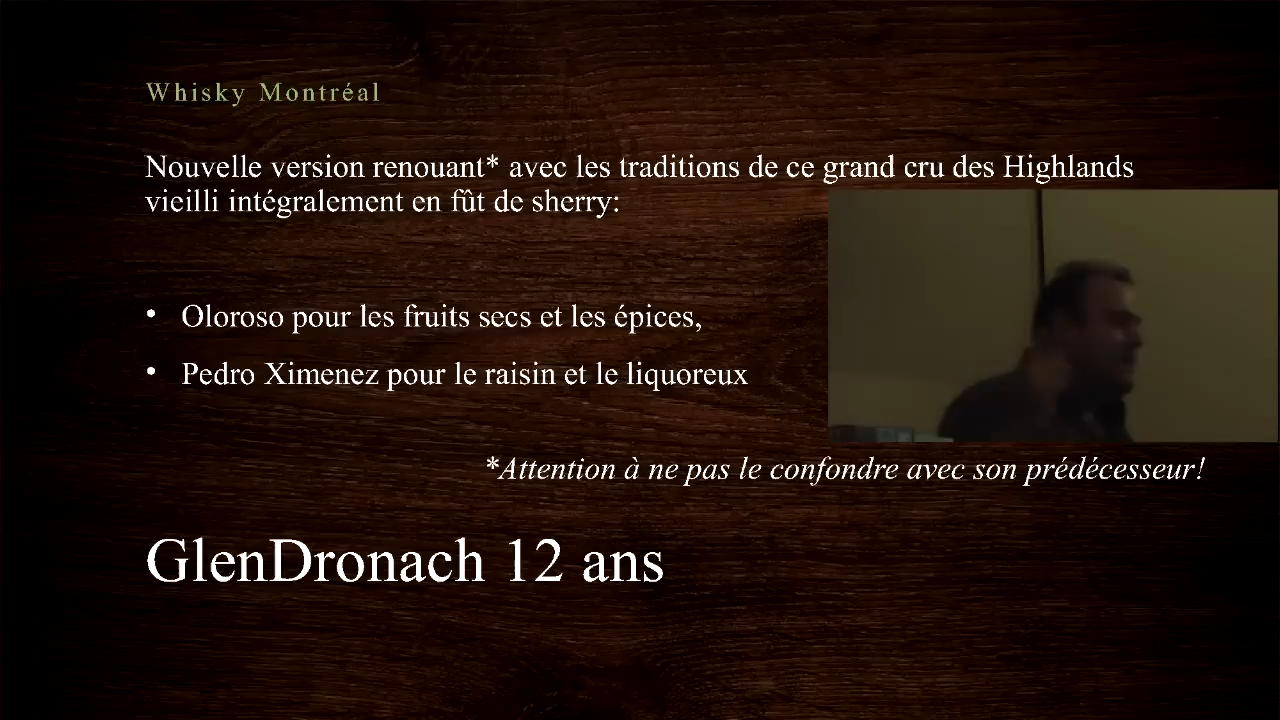 Whisky Montréal
Nouvelle version renouant* avec les traditions de ce grand cru des Highlands
vieilli intégralement en fût de sherry:
• Oloroso pour les fruits secs et les épices,
• Pedro Ximenez pour le raisin et le liquoreux
*Attention à ne pas le confondre avec son prédécesseur!
GlenDronach 12 ans